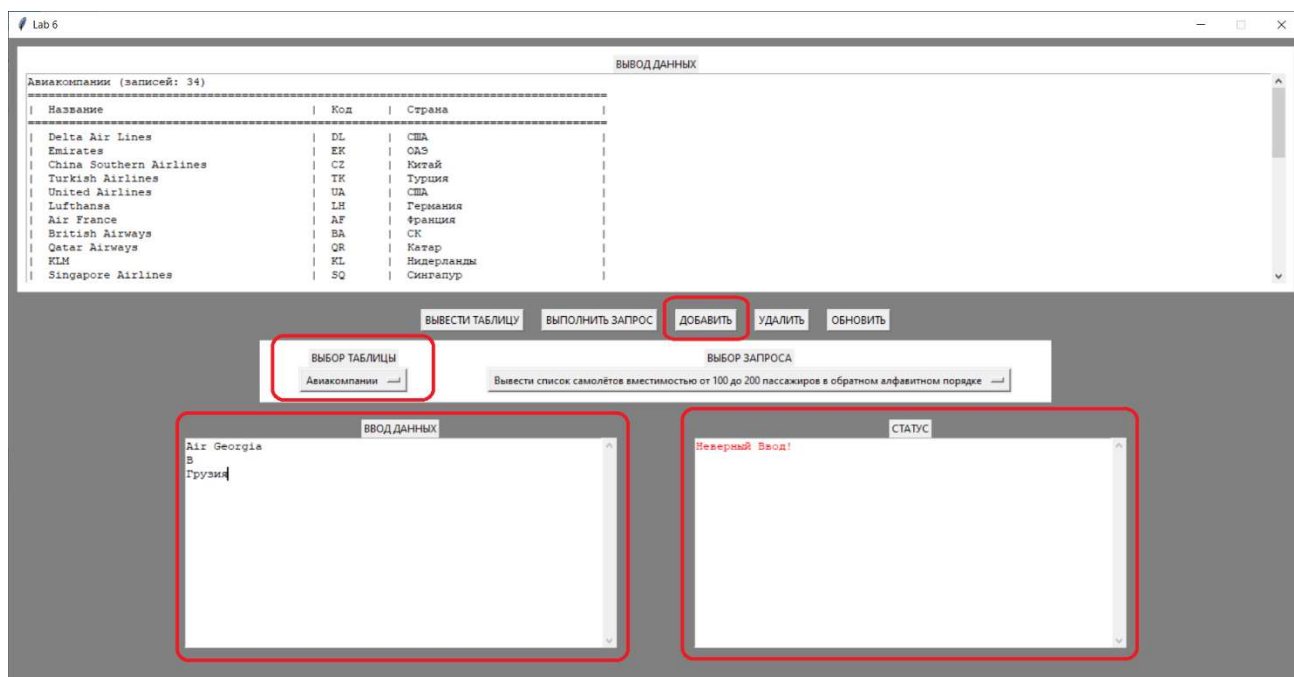 Lab 6
ВЫВОД ДАННЫХ
Авиакомпании (записей: 34)
| Название | Код | Страна |
| Delta Air Lines | DL | США |
| Emirates | EK | ОАЭ |
| China Southern Airlines | CZ | Китай |
| Turkish Airlines | TK | Турция |
| United Airlines | UA | США |
| Lufthansa | LH | Германия |
| Air France | AF | Франция |
| British Airways | BA | СК |
| Qatar Airways | QR | Катар |
| KLM | KL | Нидерланды |
| Singapore Airlines | SQ | Сингапур |
ВЫВЕСТИ ТАБЛИЦУ ВЫПОЛНИТЬ ЗАПРОС ДОБАВИТЬ УДАЛИТЬ ОБНОВИТЬ
ВЫБОР ТАБЛИЦЫ ВЫБОР ЗАПРОСА
Авиакомпании Вывести список самолётов вместимостью от 100 до 200 пассажиров в обратном алфавитном порядке
ВВОД ДАННЫХ
Air Georgia
B
Грузия
СТАТУС
Неверный Ввод!